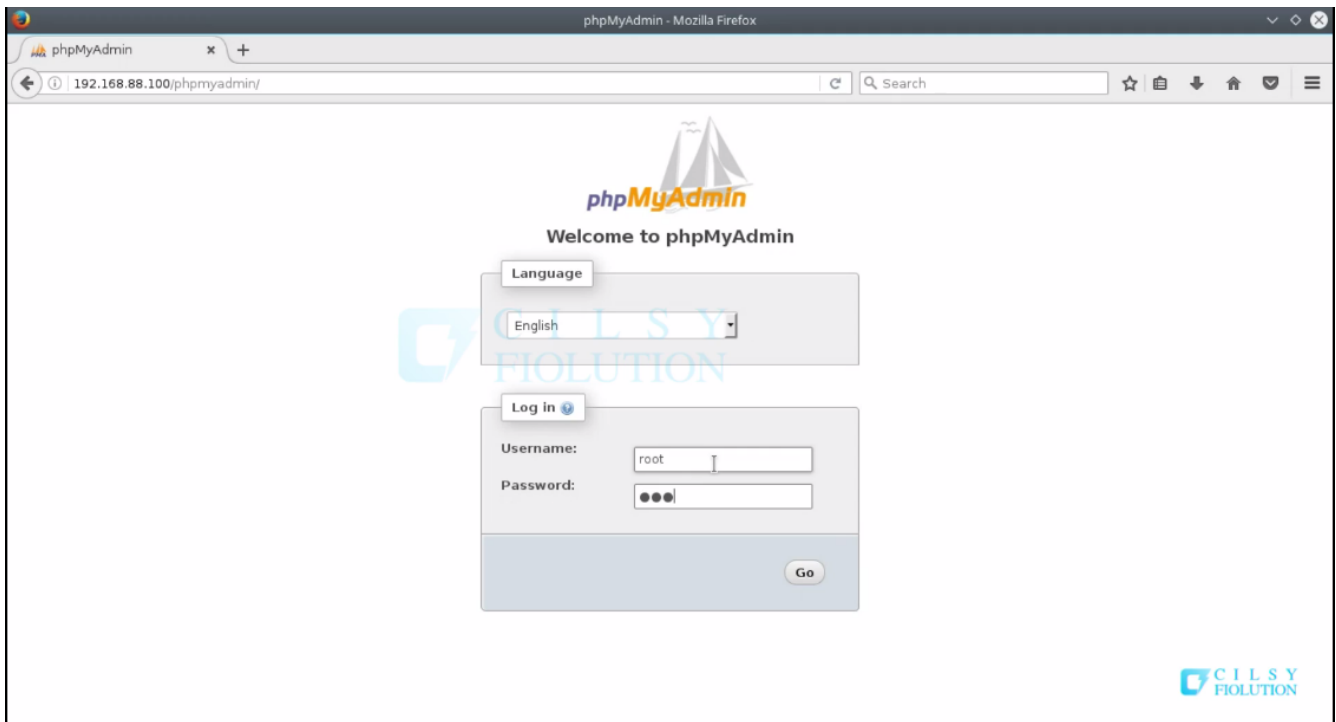 phpMyAdmin - Mozilla Firefox
phpMyAdmin
192.168.88.100/phpmyadmin/
Search
phpMyAdmin
Welcome to phpMyAdmin
Language
English
CILSY
FIOLUTION
Log in
Username:
root
Password:
Go
CILSY
FIOLUTION